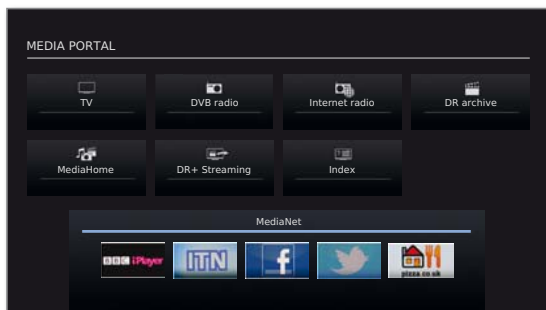 MEDIA PORTAL
TV DVB radio Internet radio DR archive
MediaHome DR+ Streaming Index
MediaNet
BBC iPlayer ITN f pizza.co.uk